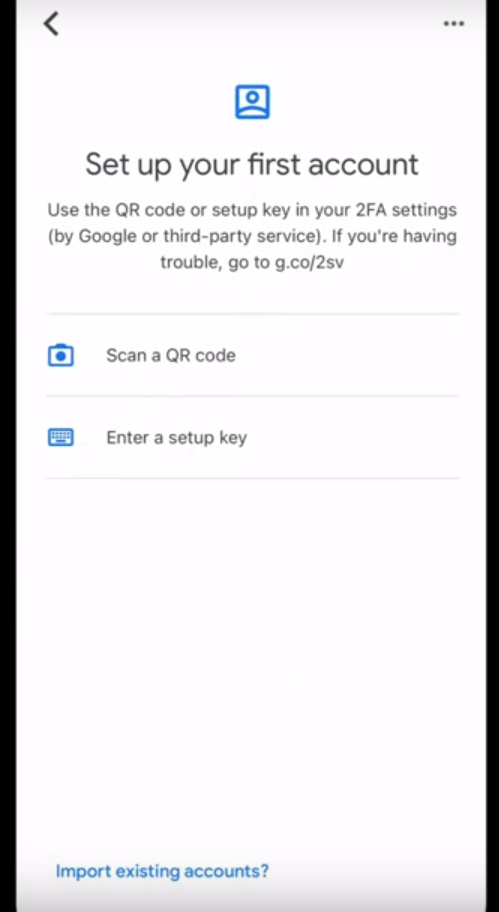 Set up your first account
Use the QR code or setup key in your 2FA settings
(by Google or third-party service). If you're having
trouble, go to g.co/2sv
Scan a QR code
Enter a setup key
Import existing accounts?